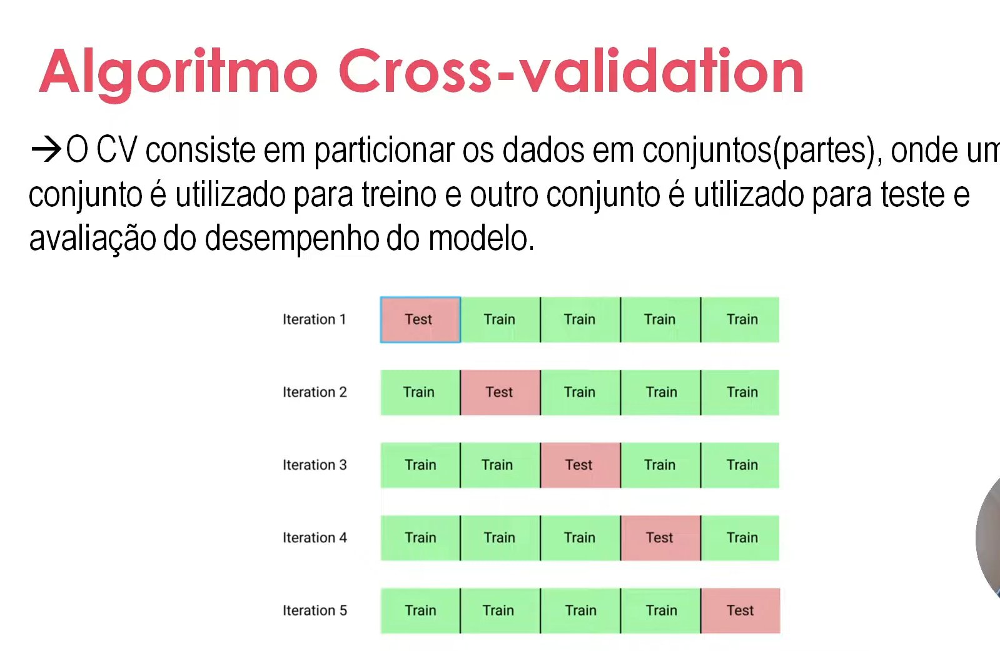 Algoritmo Cross-validation
→O CV consiste em particionar os dados em conjuntos(partes), onde um
conjunto é utilizado para treino e outro conjunto é utilizado para teste e
avaliação do desempenho do modelo.
Iteration 1 Test Train Train Train Train
Iteration 2 Train Test Train Train Train
Iteration 3 Train Train Test Train Train
Iteration 4 Train Train Train Test Train
Iteration 5 Train Train Train Train Test